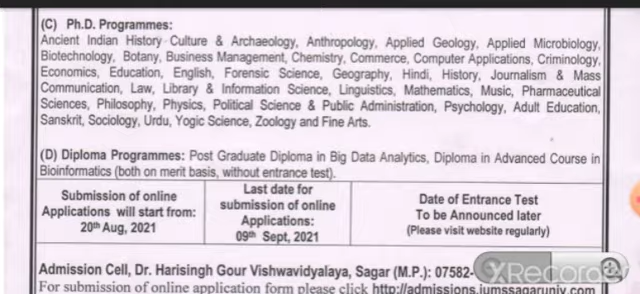 (C) Ph.D. Programmes:
Ancient Indian History Culture & Archaeology, Anthropology, Applied Geology, Applied Microbiology,
Biotechnology, Botany, Business Management, Chemistry, Commerce, Computer Applications, Criminology,
Economics, Education, English, Forensic Science, Geography, Hindi, History, Journalism & Mass
Communication, Law, Library & Information Science, Linguistics, Mathematics, Music, Pharmaceutical
Sciences, Philosophy, Physics, Political Science & Public Administration, Psychology, Adult Education,
Sanskrit, Sociology, Urdu, Yogic Science, Zoology and Fine Arts.
(D) Diploma Programmes: Post Graduate Diploma in Big Data Analytics, Diploma in Advanced Course in
Bioinformatics (both on merit basis, without entrance test).
Submission of online
Applications will start from:
20th Aug, 2021
Last date for
submission of online
Applications:
09th Sept, 2021
Date of Entrance Test
To be Announced later
(Please visit website regularly)
Admission Cell, Dr. Harisingh Gour Vishwavidyalaya, Sagar (M.P.): 07582-
XRecorder
For submission of online application form please click http://admissions.jumssagaruniv.com